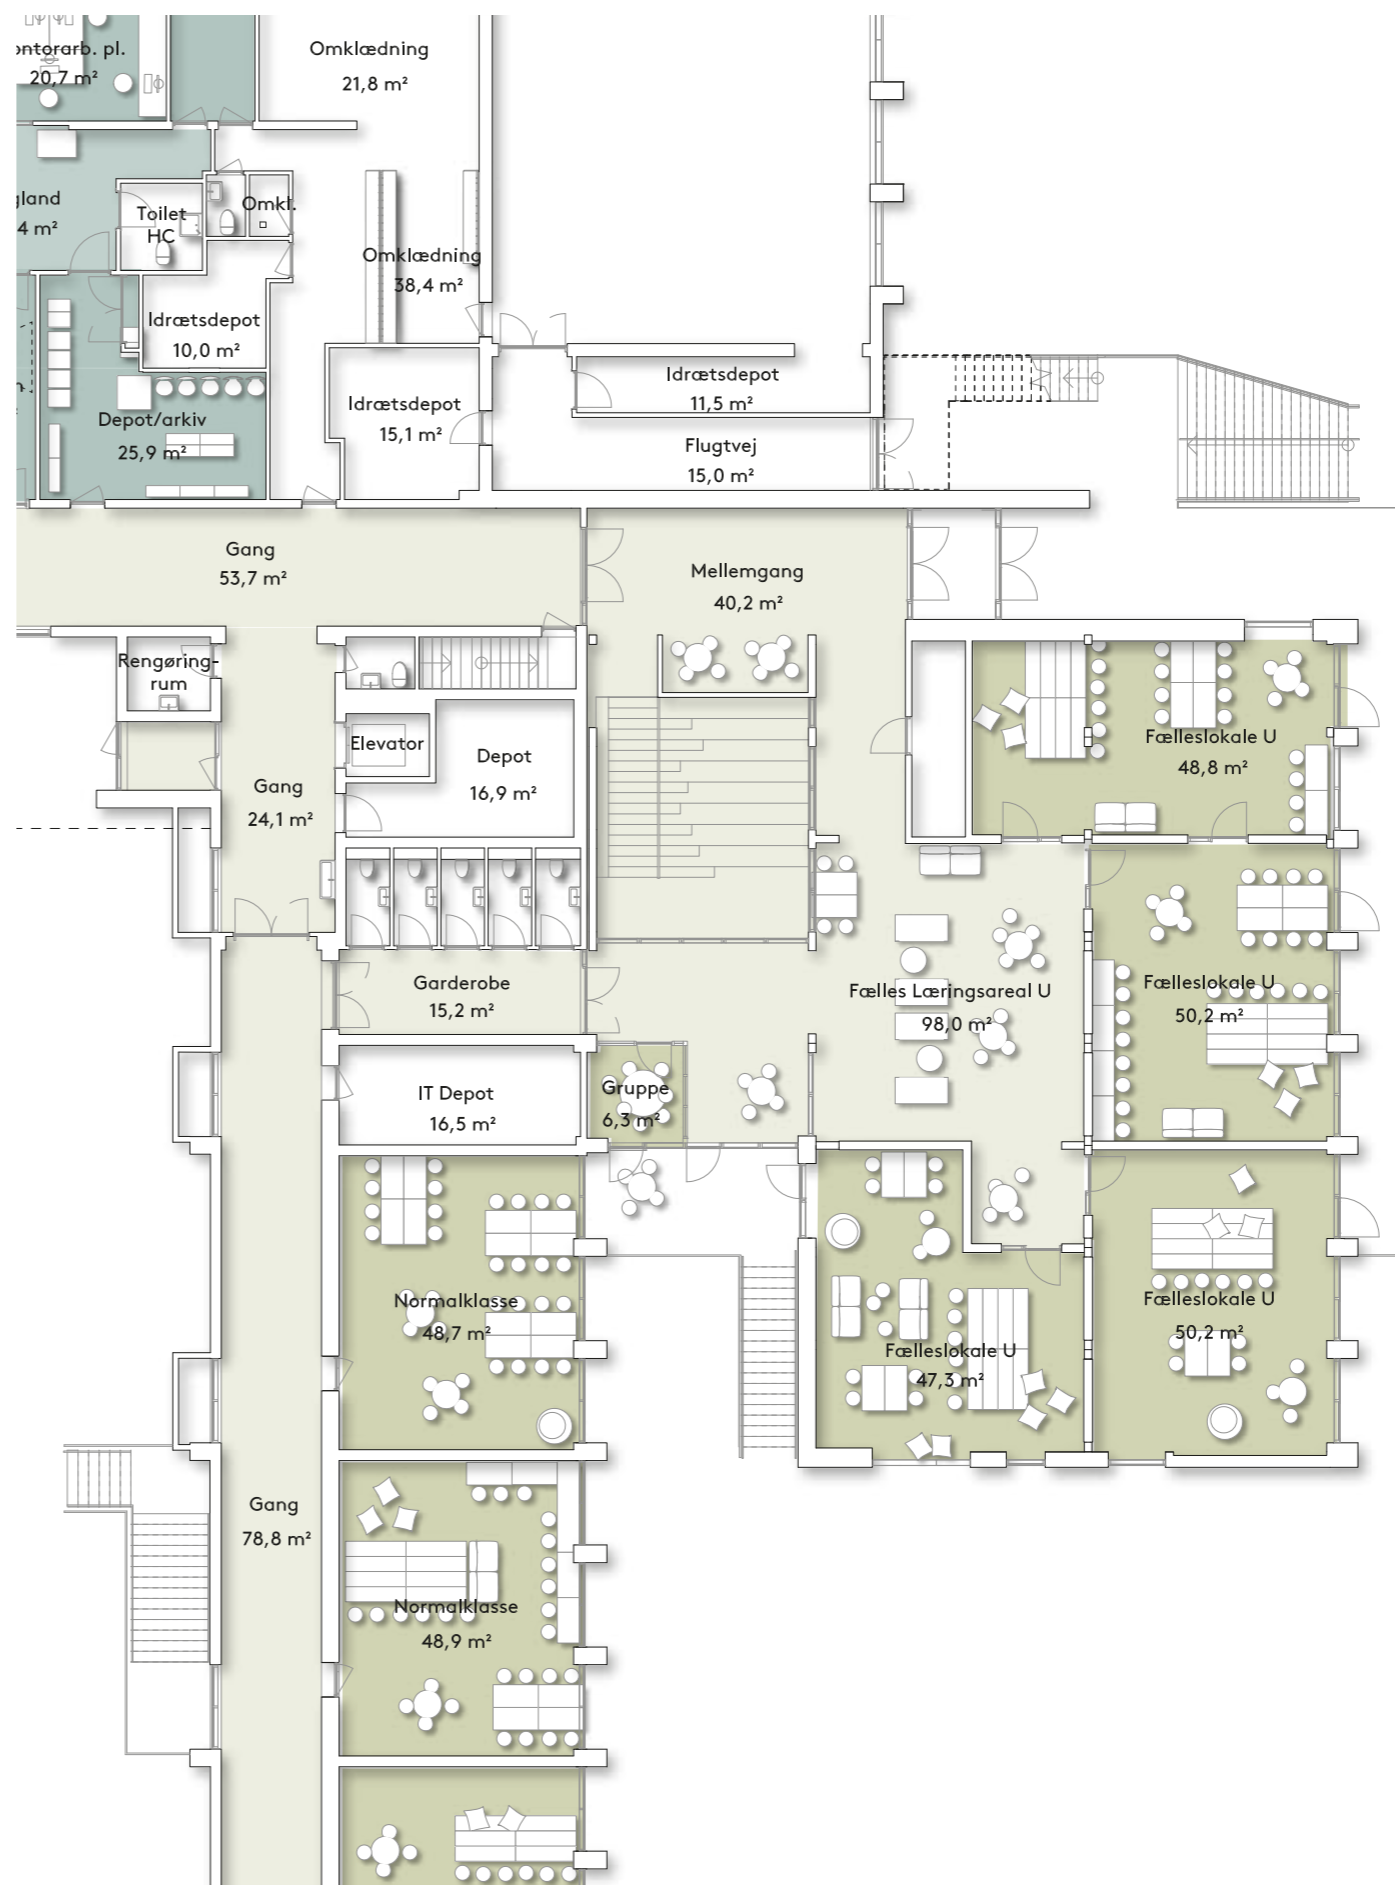 Omklædning
21,8 m²
ontorarb. pl.
20,7 m²
gland
4 m²
Toilet
HC
Omkl.
Omklædning
38,4 m²
Idrætsdepot
10,0 m²
Idrætsdepot
15,1 m²
Idrætsdepot
11,5 m²
Depot/arkiv
25,9 m²
Flugtvej
15,0 m²
Gang
53,7 m²
Mellemgang
40,2 m²
Rengøring-
rum
Elevator
Depot
16,9 m²
Gang
24,1 m²
Fælleslokale U
48,8 m²
Garderobe
15,2 m²
Fælles Læringsareal U
98,0 m²
Fælleslokale U
50,2 m²
IT Depot
16,5 m²
Gruppe
6,3 m²
Normalklasse
48,7 m²
Fælleslokale U
47,3 m²
Fælleslokale U
50,2 m²
Gang
78,8 m²
Normalklasse
48,9 m²